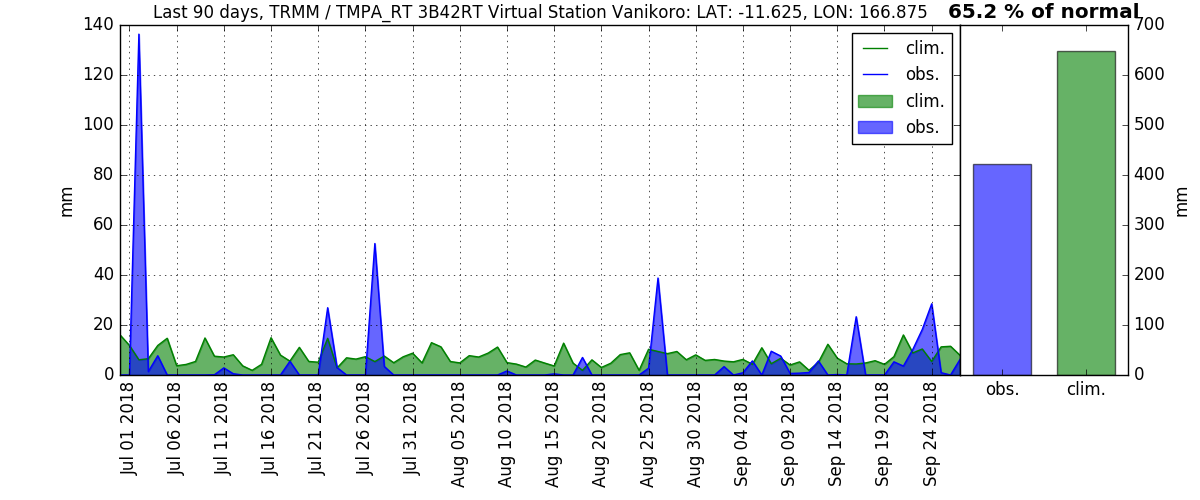 Last 90 days, TRMM / TMPA_RT 3B42RT Virtual Station Vanikoro: LAT: -11.625, LON: 166.875
65.2 % of normal
140
120
100
80
60
40
20
0
mm
clim.
obs.
clim.
obs.
Jul 01 2018
Jul 06 2018
Jul 11 2018
Jul 16 2018
Jul 21 2018
Jul 26 2018
Jul 31 2018
Aug 05 2018
Aug 10 2018
Aug 15 2018
Aug 20 2018
Aug 25 2018
Aug 30 2018
Sep 04 2018
Sep 09 2018
Sep 14 2018
Sep 19 2018
Sep 24 2018
700
600
500
400
300
200
100
0
mm
obs.
clim.